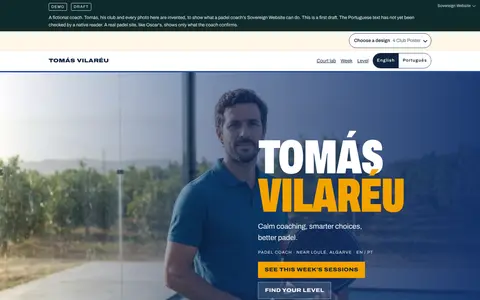 DEMO DRAFT
Sovereign Website
A fictional coach. Tomás, his club and every photo here are invented, to show what a padel coach's Sovereign Website can do. This is a first draft. The Portuguese text has not yet been
checked by a native reader. A real padel site, like Oscar's, shows only what the coach confirms.
Choose a design 4 Club Poster
TOMÁS VILARÉU
Court lab Week Level English Português
TOMÁS
VILARÉU
Calm coaching, smarter choices,
better padel.
PADEL COACH · NEAR LOULÉ, ALGARVE · EN / PT
SEE THIS WEEK'S SESSIONS
FIND YOUR LEVEL